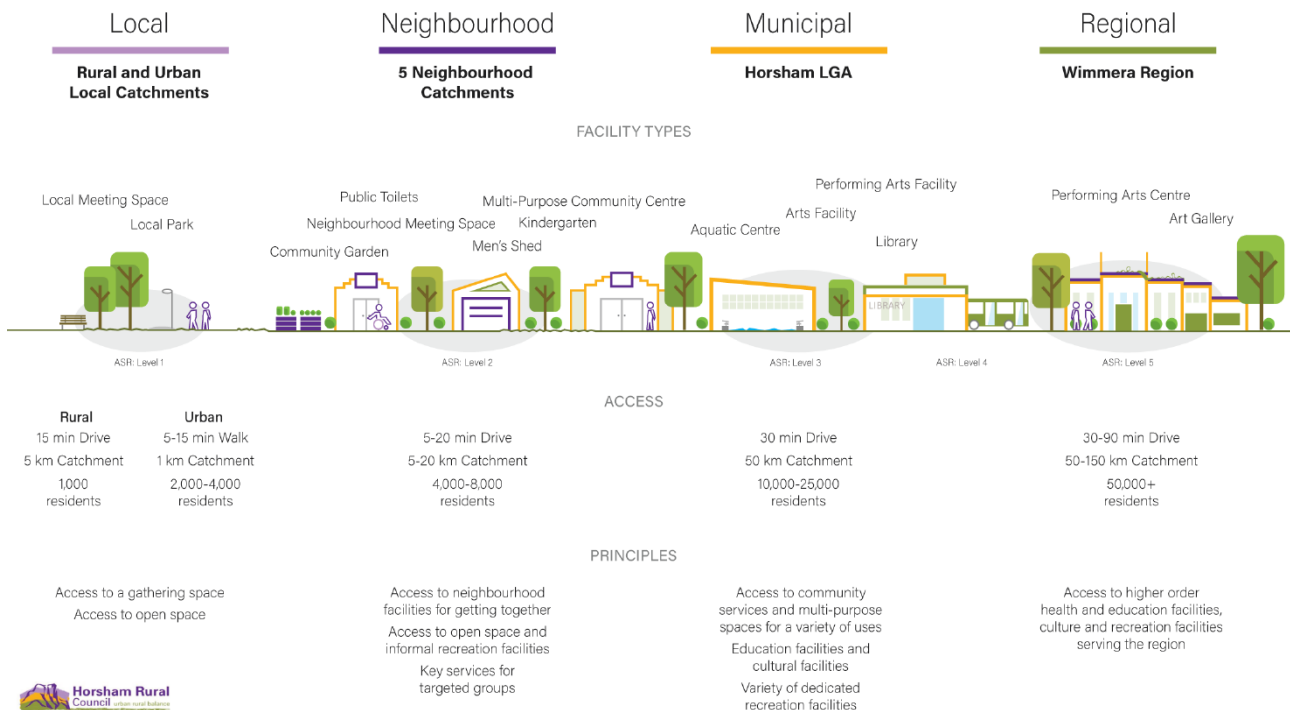 Local
Neighbourhood
Municipal
Regional
Rural and Urban
Local Catchments
5 Neighbourhood
Catchments
Horsham LGA
Wimmera Region
FACILITY TYPES
Local Meeting Space
Local Park
Public Toilets
Neighbourhood Meeting Space
Community Garden
Multi-Purpose Community Centre
Kindergarten
Men's Shed
Performing Arts Facility
Arts Facility
Aquatic Centre
Library
Performing Arts Centre
Art Gallery
LIBRARY
ASR: Level 1
ASR: Level 2
ASR: Level 3
ASR: Level 4
ASR: Level 5
ACCESS
Rural
15 min Drive
5 km Catchment
1,000
residents
Urban
5-15 min Walk
1 km Catchment
2,000-4,000
residents
5-20 min Drive
5-20 km Catchment
4,000-8,000
residents
30 min Drive
50 km Catchment
10,000-25,000
residents
30-90 min Drive
50-150 km Catchment
50,000+
residents
PRINCIPLES
Access to a gathering space
Access to open space
Access to neighbourhood
facilities for getting together
Access to open space and
informal recreation facilities
Key services for
targeted groups
Access to community
services and multi-purpose
spaces for a variety of uses
Education facilities and
cultural facilities
Variety of dedicated
recreation facilities
Access to higher order
health and education facilities,
culture and recreation facilities
serving the region
Horsham Rural
Council urban rural balance